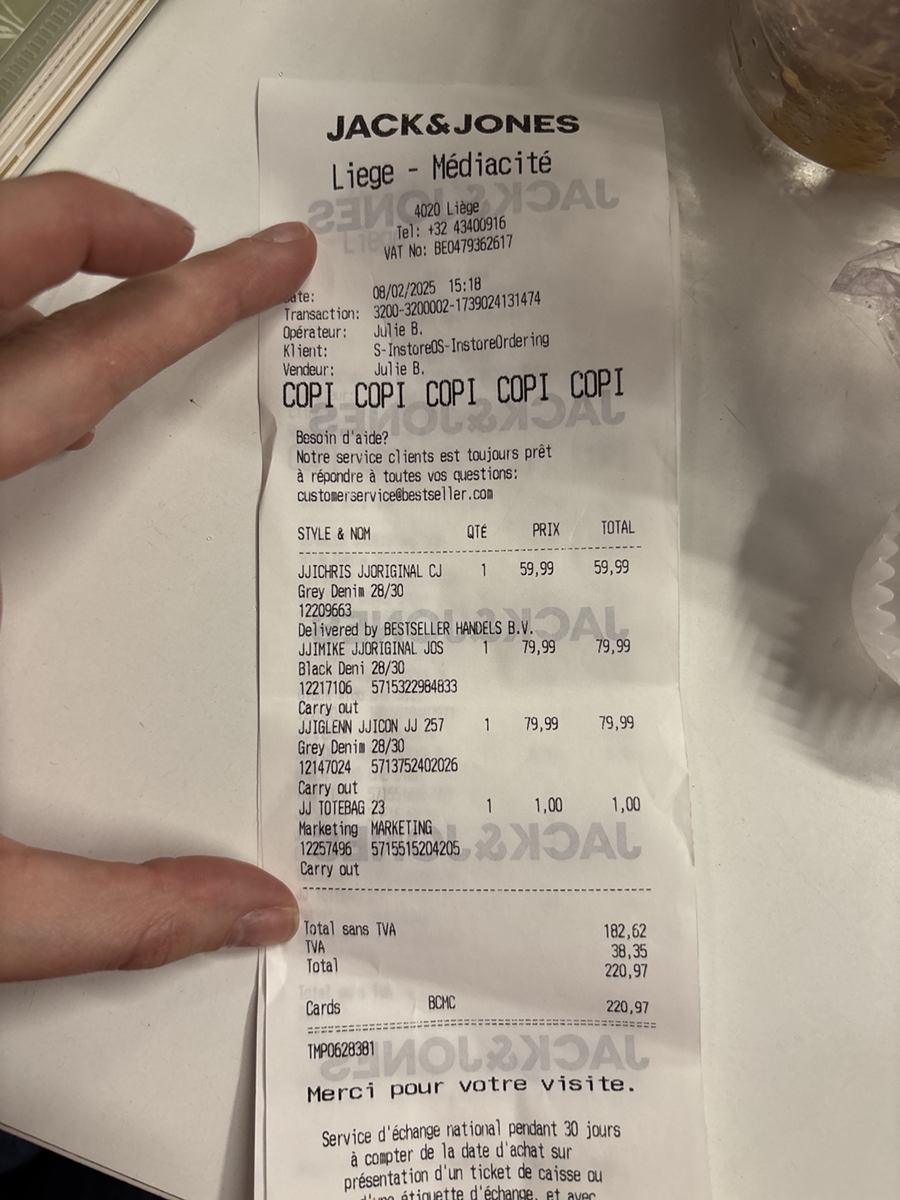 JACK&JONES
Liege - Médiacité
4020 Liège
Tel: +32 43400916
VAT No: BE0479362617
ate: 08/02/2025 15:18
Transaction: 3200-3200002-1739024131474
Opérateur: Julie B.
Klient: S-InstoreOS-InstoreOrdering
Vendeur: Julie B.
COPI COPI COPI COPI COPI
Besoin d'aide?
Notre service clients est toujours prêt
à répondre à toutes vos questions:
customerservice@bestseller.com
STYLE & NOM QTÉ PRIX TOTAL
JJICHRIS JJORIGINAL CJ 1 59,99 59,99
Grey Denim 28/30
12209663
Delivered by BESTSELLER HANDELS B.V.
JJIMIKE JJORIGINAL JOS 1 79,99 79,99
Black Deni 28/30
12217106 5715322984833
Carry out
JJIGLENN JJICON JJ 257 1 79,99 79,99
Grey Denim 28/30
12147024 5713752402026
Carry out
JJ TOTEBAG 23 1 1,00 1,00
Marketing MARKETING
12257496 5715515204205
Carry out
Total sans TVA 182,62
TVA 38,35
Total 220,97
Cards BCMC 220,97
TMP0628381
Merci pour votre visite.
Service d'échange national pendant 30 jours
à compter de la date d'achat sur
présentation d'un ticket de caisse ou
d'une étiquette d'échange, et avec